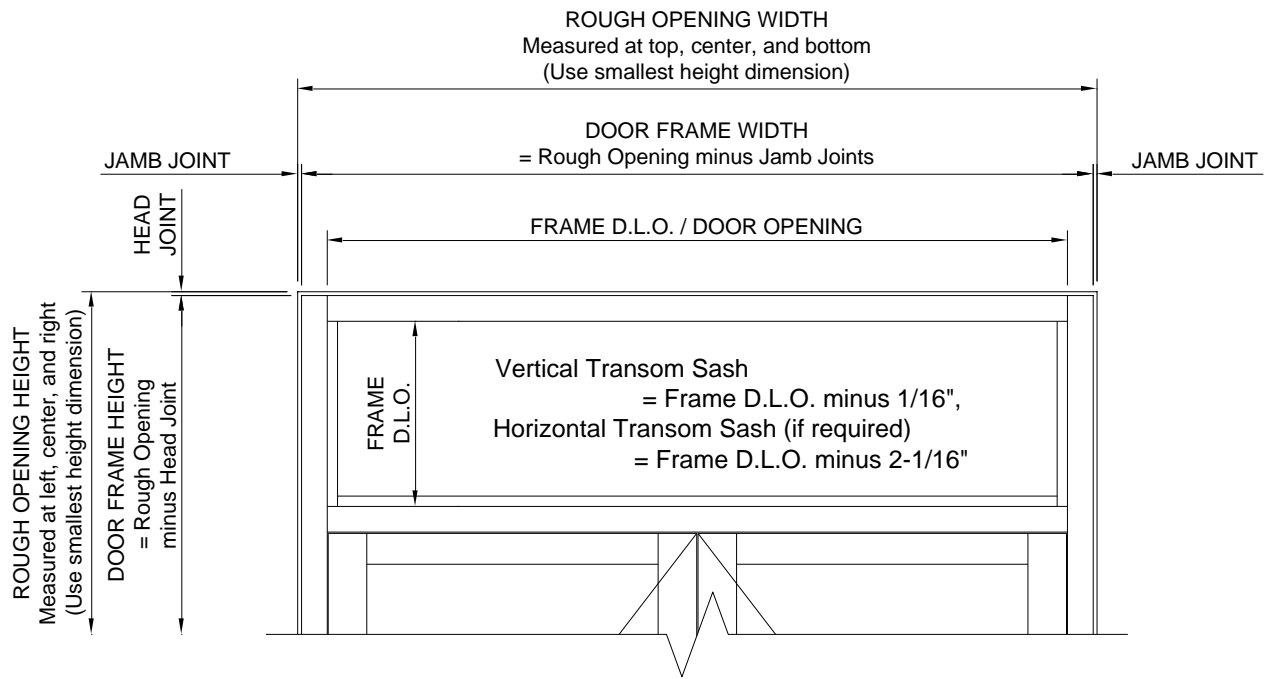 ROUGH OPENING WIDTH
Measured at top, center, and bottom
(Use smallest height dimension)
DOOR FRAME WIDTH
= Rough Opening minus Jamb Joints
JAMB JOINT
JAMB JOINT
HEAD
JOINT
FRAME D.L.O. / DOOR OPENING
ROUGH OPENING HEIGHT
Measured at left, center, and right
(Use smallest height dimension)
DOOR FRAME HEIGHT
= Rough Opening
minus Head Joint
FRAME
D.L.O.
Vertical Transom Sash
= Frame D.L.O. minus 1/16",
Horizontal Transom Sash (if required)
= Frame D.L.O. minus 2-1/16"